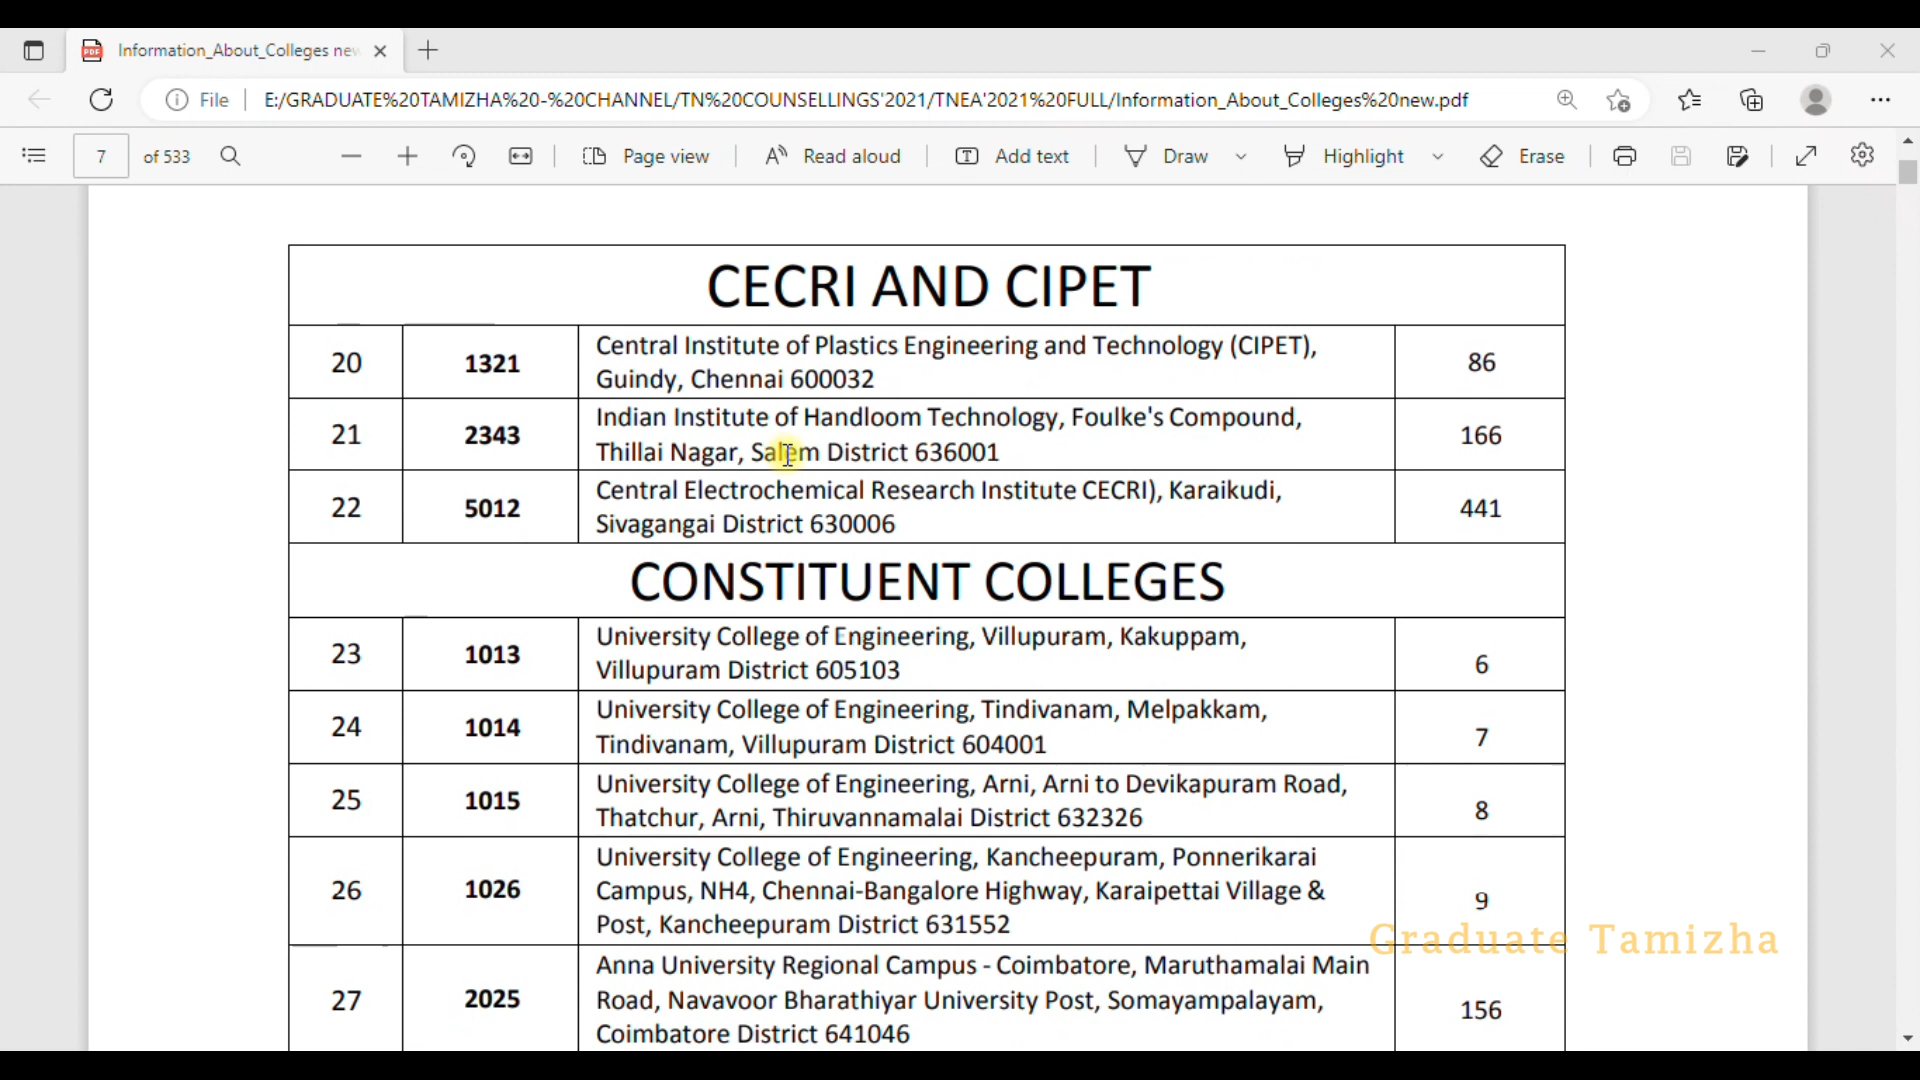 Information_About_Colleges new
File
E:/GRADUATE%20TAMIZHA%20-%20CHANNEL/TN%20COUNSELLINGS'2021/TNEA'2021%20FULL/Information_About_Colleges%20new.pdf
7 of 533
Page view
Read aloud
Add text
Draw
Highlight
Erase
CECRI AND CIPET
20 1321 Central Institute of Plastics Engineering and Technology (CIPET), 86
Guindy, Chennai 600032
21 2343 Indian Institute of Handloom Technology, Foulke's Compound, 166
Thillai Nagar, Salem District 636001
22 5012 Central Electrochemical Research Institute CECRI), Karaikudi, 441
Sivagangai District 630006
CONSTITUENT COLLEGES
23 1013 University College of Engineering, Villupuram, Kakuppam, 6
Villupuram District 605103
24 1014 University College of Engineering, Tindivanam, Melpakkam, 7
Tindivanam, Villupuram District 604001
25 1015 University College of Engineering, Arni, Arni to Devikapuram Road, 8
Thatchur, Arni, Thiruvannamalai District 632326
26 1026 University College of Engineering, Kancheepuram, Ponnerikarai 9
Campus, NH4, Chennai-Bangalore Highway, Karaipettai Village &
Post, Kancheepuram District 631552
Graduate Tamizha
27 2025 Anna University Regional Campus - Coimbatore, Maruthamalai Main 156
Road, Navavoor Bharathiyar University Post, Somayampalayam,
Coimbatore District 641046